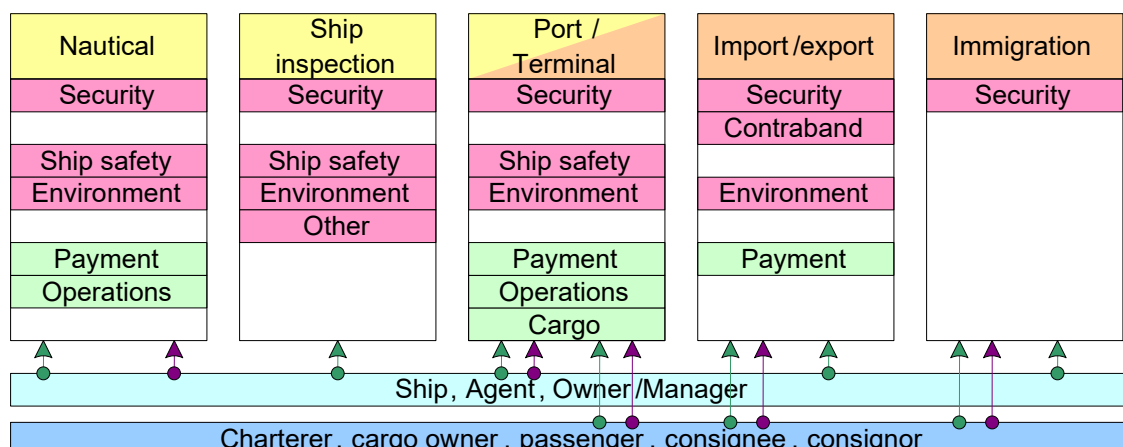 Nautical
Security
Ship safety
Environment
Payment
Operations
Ship
inspection
Security
Ship safety
Environment
Other
Port /
Terminal
Security
Ship safety
Environment
Payment
Operations
Cargo
Import/export
Security
Contraband
Environment
Payment
Immigration
Security
Ship, Agent, Owner/Manager
Charterer, cargo owner, passenger, consignee, consignor